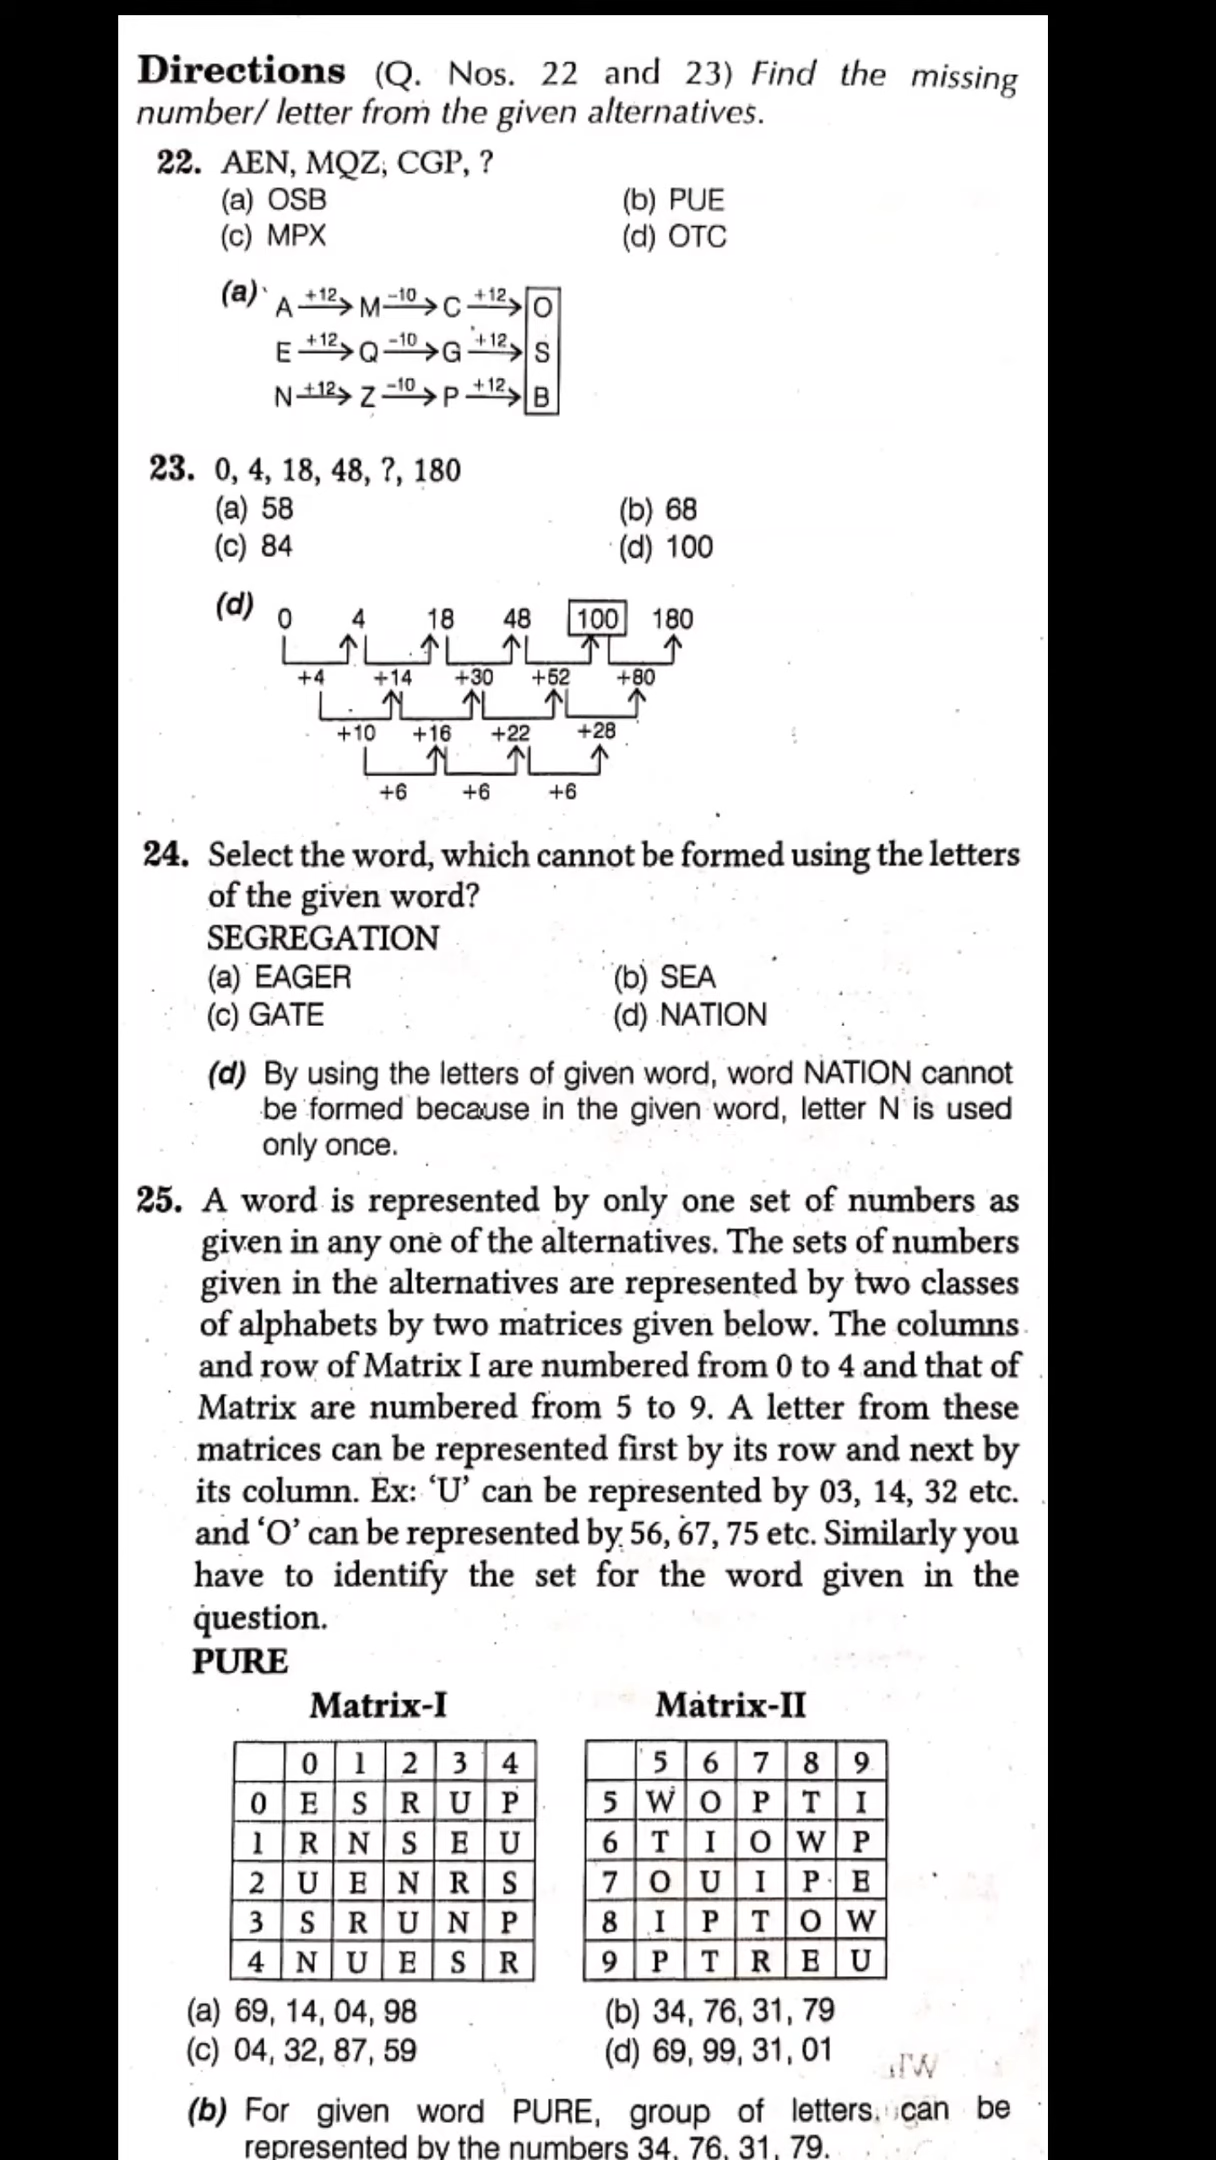 Directions (Q. Nos. 22 and 23) Find the missing
number/ letter from the given alternatives.
22. AEN, MQZ, CGP, ?
(a) OSB (b) PUE
(c) MPX (d) OTC
(a) A +12 M -10 C +12 O
E +12 Q -10 G +12 S
N +12 Z -10 P +12 B
23. 0, 4, 18, 48, ?, 180
(a) 58 (b) 68
(c) 84 (d) 100
(d) 0 4 18 48 100 180
+4 +14 +30 +52 +80
+10 +16 +22 +28
+6 +6 +6
24. Select the word, which cannot be formed using the letters
of the given word?
SEGREGATION
(a) EAGER (b) SEA
(c) GATE (d) NATION
(d) By using the letters of given word, word NATION cannot
be formed because in the given word, letter N is used
only once.
25. A word is represented by only one set of numbers as
given in any one of the alternatives. The sets of numbers
given in the alternatives are represented by two classes
of alphabets by two matrices given below. The columns
and row of Matrix I are numbered from 0 to 4 and that of
Matrix are numbered from 5 to 9. A letter from these
matrices can be represented first by its row and next by
its column. Ex: ‘U’ can be represented by 03, 14, 32 etc.
and ‘O’ can be represented by 56, 67, 75 etc. Similarly you
have to identify the set for the word given in the
question.
PURE
Matrix-I Matrix-II
0 1 2 3 4 5 6 7 8 9
0 E S R U P 5 W O P T I
1 R N S E U 6 T I O W P
2 U E N R S 7 O U I P E
3 S R U N P 8 I P T O W
4 N U E S R 9 P T R E U
(a) 69, 14, 04, 98 (b) 34, 76, 31, 79
(c) 04, 32, 87, 59 (d) 69, 99, 31, 01
(b) For given word PURE, group of letters, can be
represented by the numbers 34, 76, 31, 79.